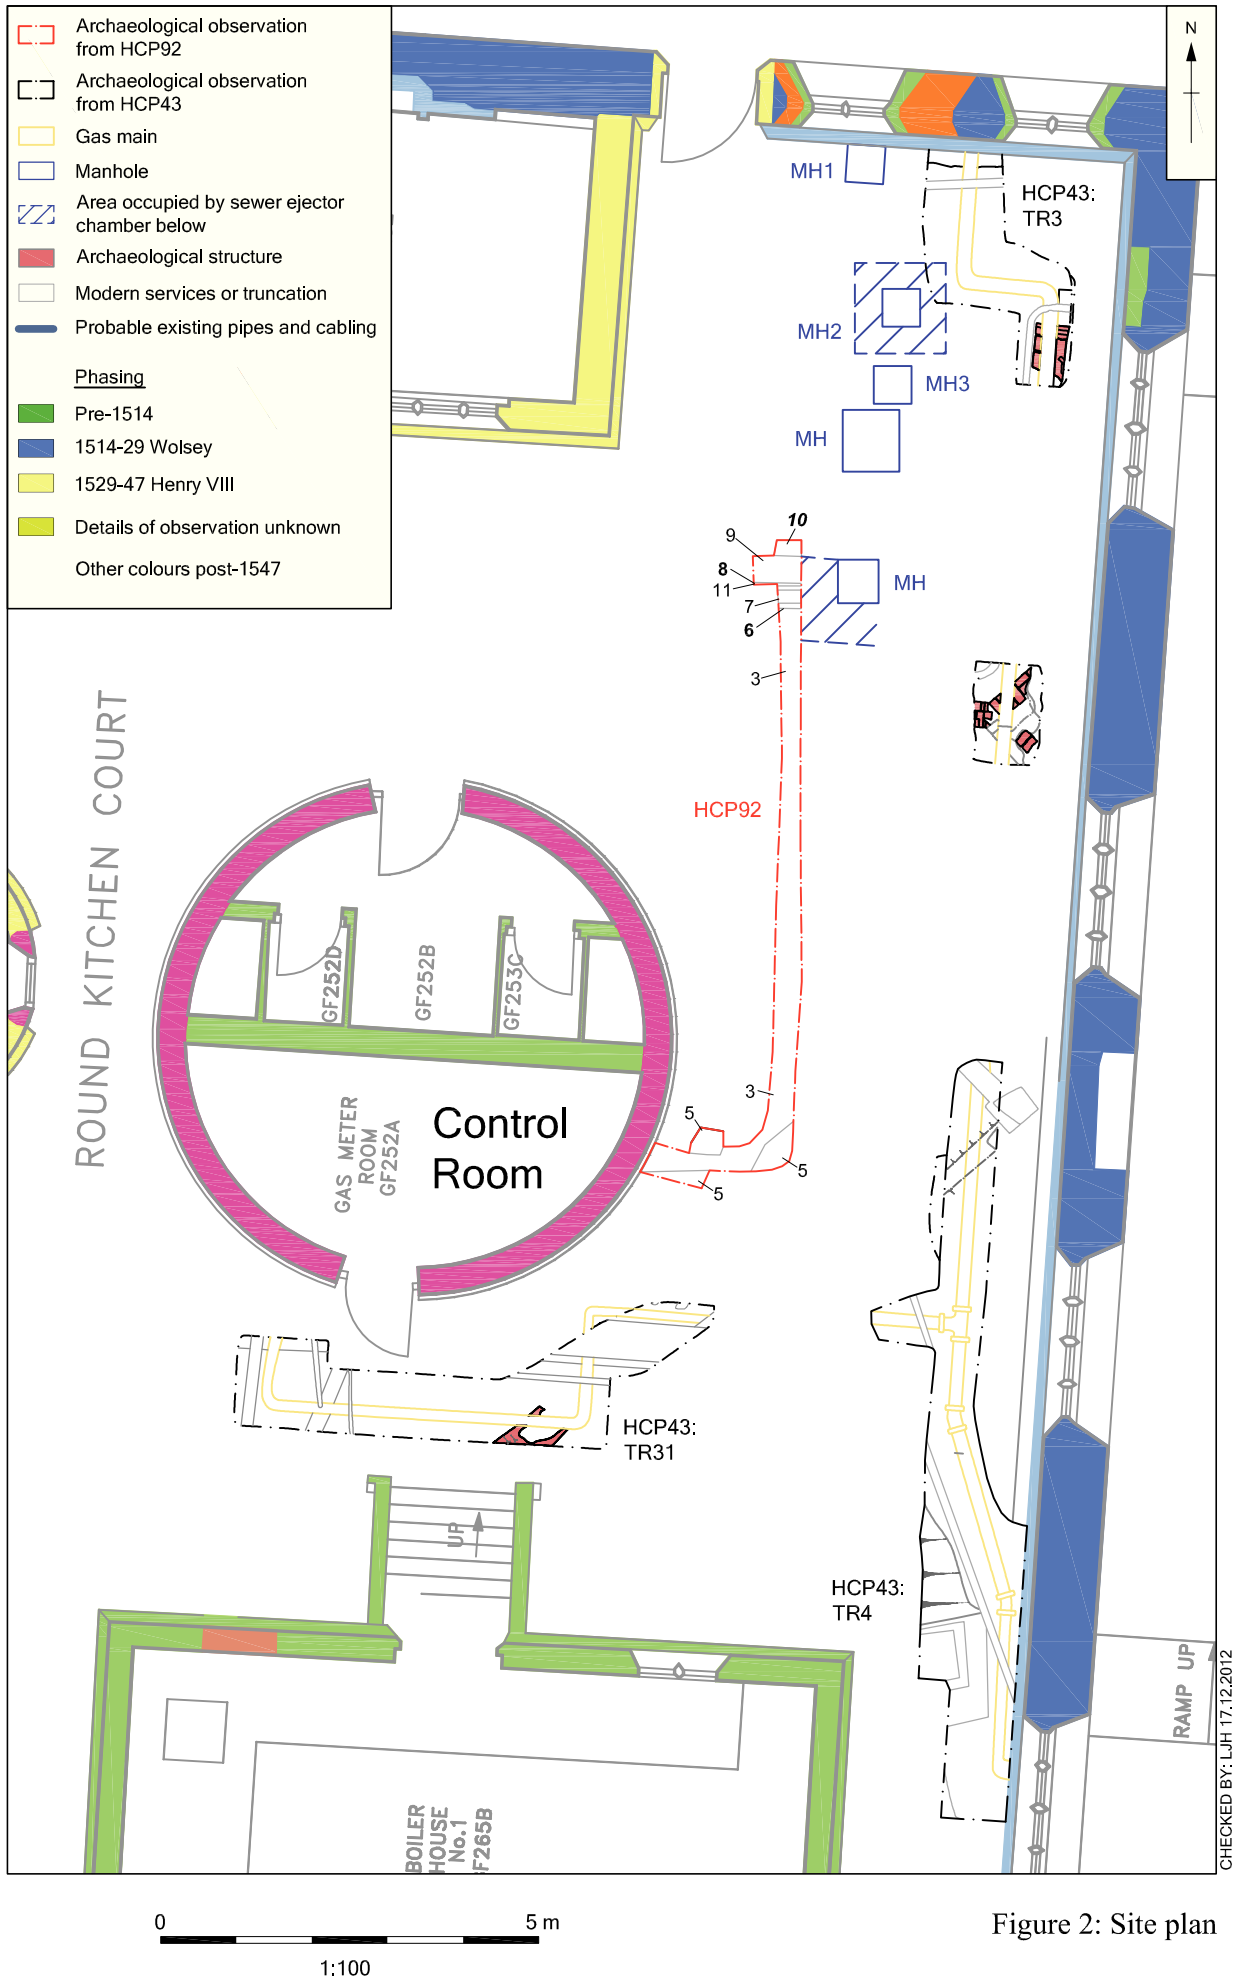 Archaeological observation
from HCP92
Archaeological observation
from HCP43
Gas main
Manhole
Area occupied by sewer ejector
chamber below
Archaeological structure
Modern services or truncation
Probable existing pipes and cabling
Phasing
Pre-1514
1514-29 Wolsey
1529-47 Henry VIII
Details of observation unknown
Other colours post-1547
N
MH1
HCP43:
TR3
MH2
MH3
MH
10
9
8
11
7
6
MH
3
HCP92
ROUND KITCHEN COURT
GF252D
GF252B
GF253C
3
5
5
5
Control
Room
GAS METER
ROOM
GF252A
HCP43:
TR31
UP
HCP43:
TR4
RAMP UP
BOILER
HOUSE
No.1
F265B
CHECKED BY: LJH 17.12.2012
0
5 m
1:100
Figure 2: Site plan